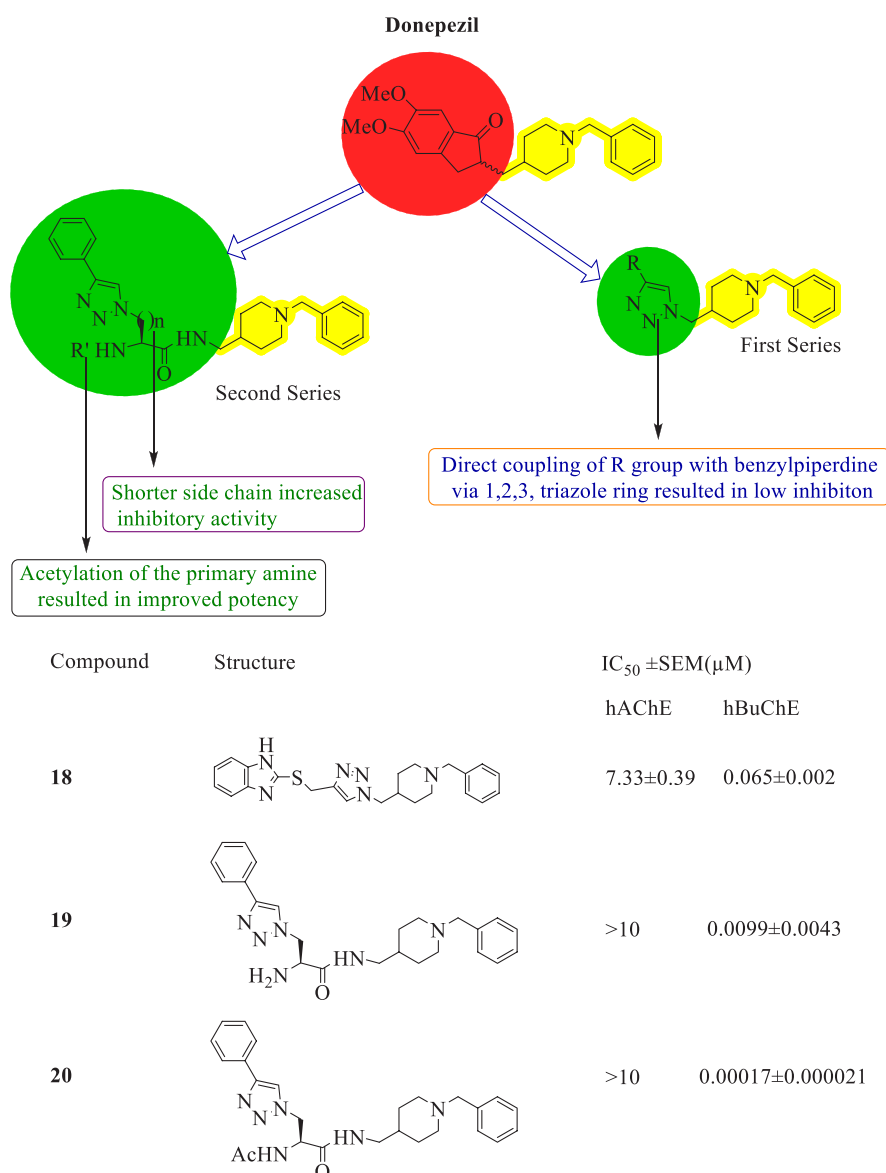 Donepezil
MeO
MeO
O
N
N
N
N
n
R' HN
HN
O
N
Second Series
R
N
N
N
N
First Series
Direct coupling of R group with benzylpiperdine
via 1,2,3, triazole ring resulted in low inhibiton
Shorter side chain increased
inhibitory activity
Acetylation of the primary amine
resulted in improved potency
Compound Structure IC50 ±SEM(µM)
hAChE hBuChE
18
H
N
N
S
N
N
N
N
7.33±0.39 0.065±0.002
19
N
N
N
H2N
O
HN
N
>10 0.0099±0.0043
20
N
N
N
AcHN
O
HN
N
>10 0.00017±0.000021